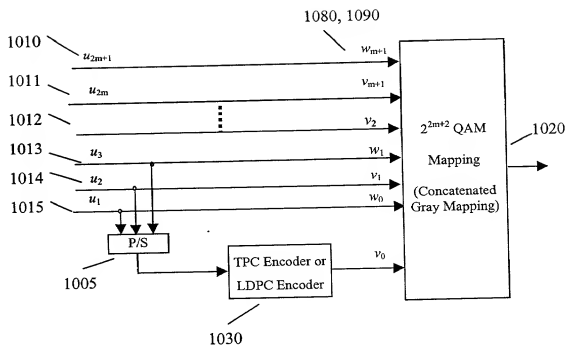 1080, 1090
1010
u2m+1
wm+1
1011
u2m
vm+1
1012
v2
1013
u3
w1
1014
u2
v1
1015
u1
w0
2^2m+2 QAM
Mapping
(Concatenated
Gray Mapping)
1020
P/S
1005
TPC Encoder or
LDPC Encoder
v0
1030